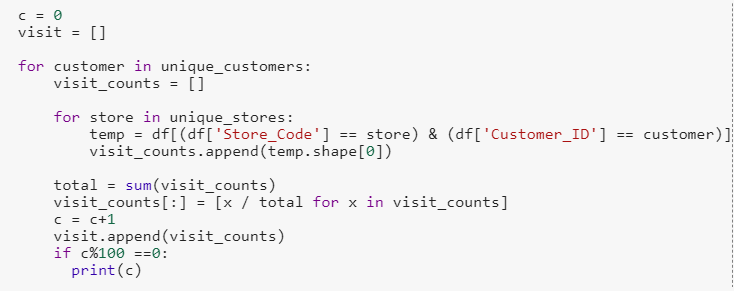 c = 0
visit = []
for customer in unique_customers:
visit_counts = []
for store in unique_stores:
temp = df[(df['Store_Code'] == store) & (df['Customer_ID'] == customer)]
visit_counts.append(temp.shape[0])
total = sum(visit_counts)
visit_counts[:] = [x / total for x in visit_counts]
c = c+1
visit.append(visit_counts)
if c%100 ==0:
print(c)